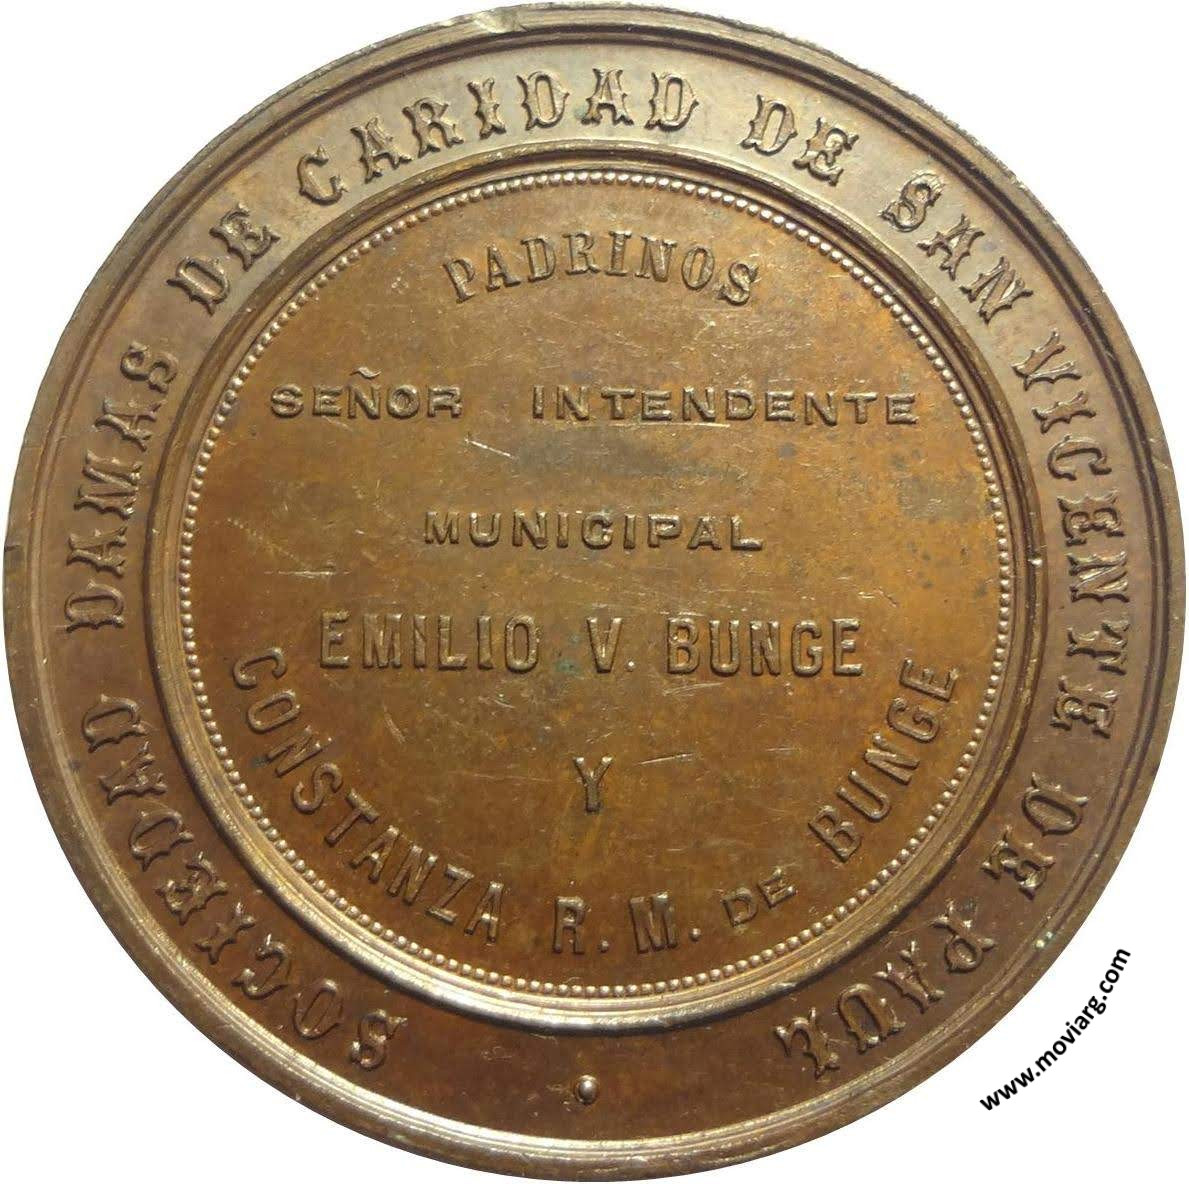 SOCIEDAD DAMAS DE CARIDAD DE SAN VICENTE DE PAUL
PADRINOS
SEÑOR INTENDENTE
MUNICIPAL
EMILIO V. BUNGE
Y
CONSTANZA R. M. DE BUNGE
www.moviarg.com